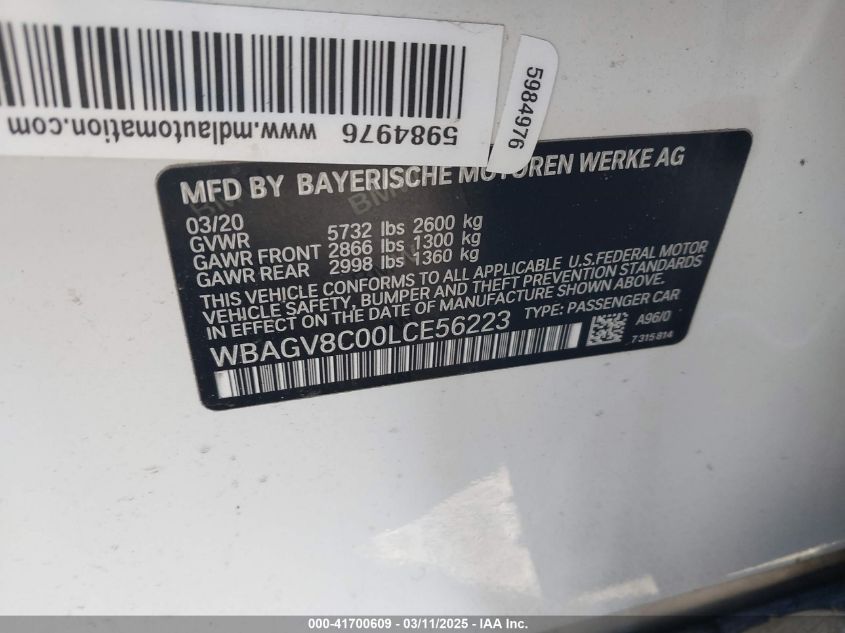 www.mdlautomation.com 5984976
5984976
MFD BY BAYERISCHE MOTOREN WERKE AG
03/20
GVWR 5732 lbs 2600 kg
GAWR FRONT 2866 lbs 1300 kg
GAWR REAR 2998 lbs 1360 kg
THIS VEHICLE CONFORMS TO ALL APPLICABLE U.S.FEDERAL MOTOR
VEHICLE SAFETY, BUMPER AND THEFT PREVENTION STANDARDS
IN EFFECT ON THE DATE OF MANUFACTURE SHOWN ABOVE.
WBAGV8C00LCE56223 TYPE: PASSENGER CAR
A96/0
7315814
000-41700609 - 03/11/2025 - IAA Inc.